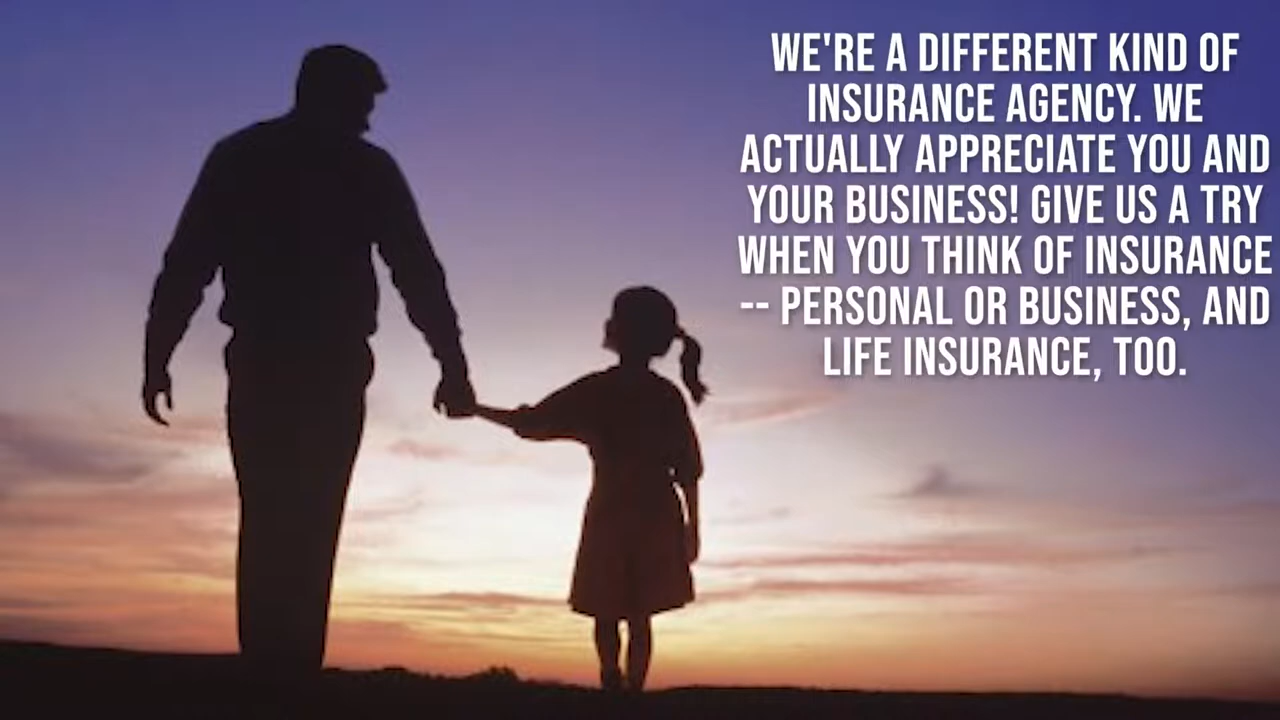 WE'RE A DIFFERENT KIND OF
INSURANCE AGENCY. WE
ACTUALLY APPRECIATE YOU AND
YOUR BUSINESS! GIVE US A TRY
WHEN YOU THINK OF INSURANCE
-- PERSONAL OR BUSINESS, AND
LIFE INSURANCE, TOO.